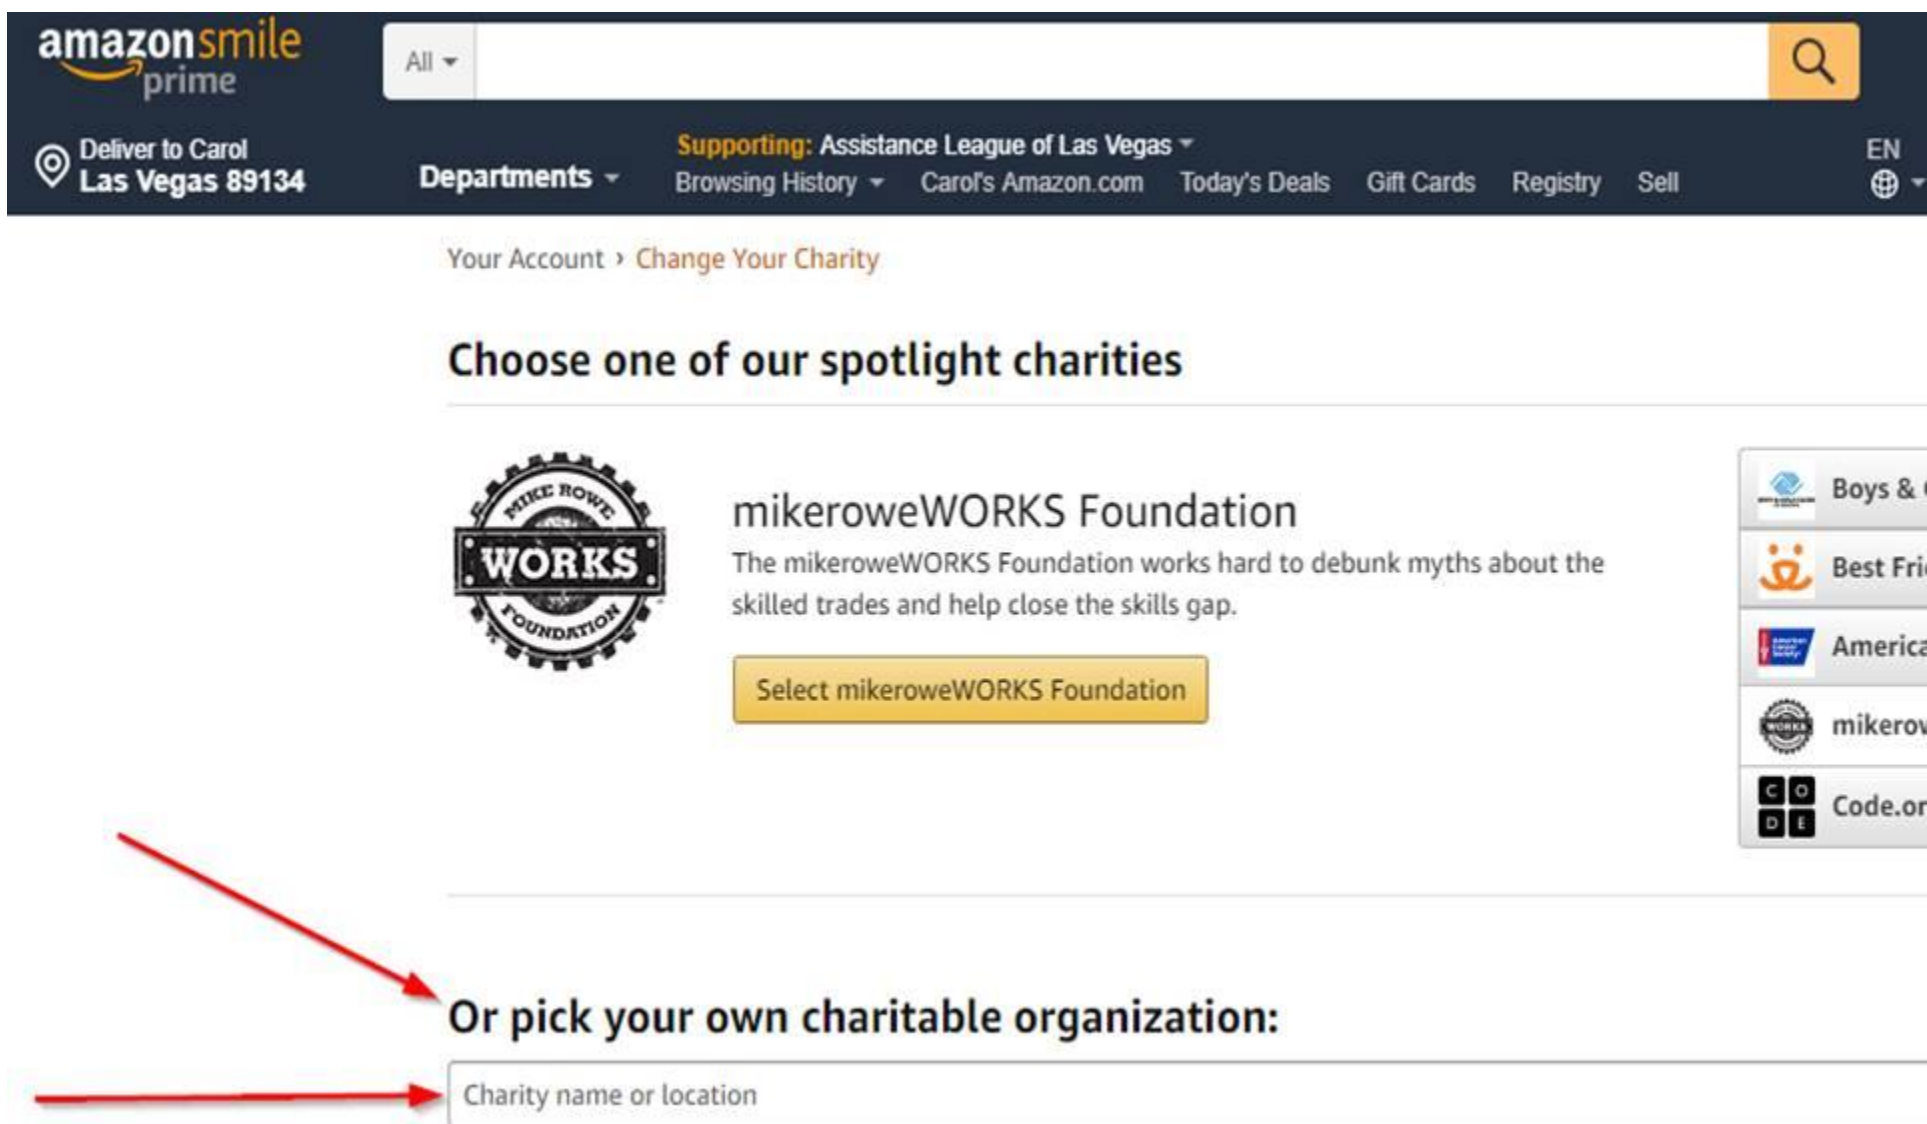 amazonsmile
prime
All
Deliver to Carol
Las Vegas 89134
Departments
Supporting: Assistance League of Las Vegas
Browsing History
Carol's Amazon.com
Today's Deals
Gift Cards
Registry
Sell
EN
Your Account › Change Your Charity
Choose one of our spotlight charities
MIKE ROWE
WORKS
FOUNDATION
mikeroweWORKS Foundation
The mikeroweWORKS Foundation works hard to debunk myths about the
skilled trades and help close the skills gap.
Select mikeroweWORKS Foundation
Boys &
Best Fri
America
mikerow
CODE
Code.or
Or pick your own charitable organization:
Charity name or location